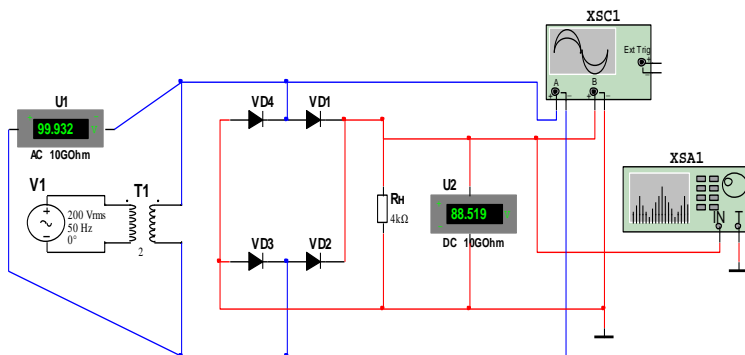 XSC1
Ext Trig
A
B
U1
99.932 V
AC 10GOhm
VD4
VD1
XSA1
V1
T1
200 Vrms
50 Hz
0°
2
RH
4kΩ
U2
88.519 V
DC 10GOhm
VD3
VD2
IN T